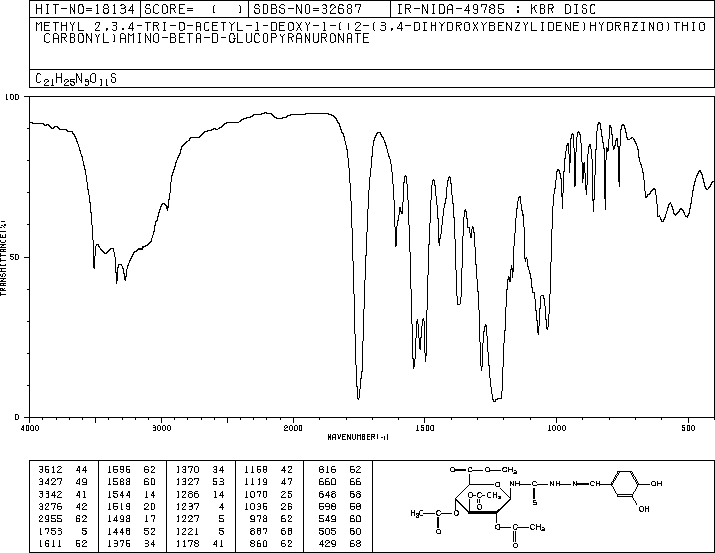 HIT-NO=18134 SCORE= ( ) SDBS-NO=32687 IR-NIDA-49785 : KBR DISC
METHYL 2,3,4-TRI-O-ACETYL-1-DEOXY-1-((2-(3,4-DIHYDROXYBENZYLIDENE)HYDRAZINO)THIO
CARBONYL)AMINO-BETA-D-GLUCOPYRANURONATE
C21H25N3O11S
100
TRANSMITTANCE(%)
50
0
4000 3000 2000 1500 1000 500
WAVENUMBER(-1)
3512 44 1596 62 1370 34 1168 42 816 62
3427 49 1588 60 1327 53 1119 47 660 66
3342 41 1544 14 1286 14 1070 25 648 68
3276 42 1519 20 1237 4 1036 26 598 58
2955 62 1498 17 1227 5 978 62 549 60
1753 5 1448 52 1221 5 887 68 505 60
1611 52 1376 34 1178 41 860 62 429 68
O O CH3
O NH NH N CH
S
OH
OH
O
CH3
O
CH3
O
O
CH3
O